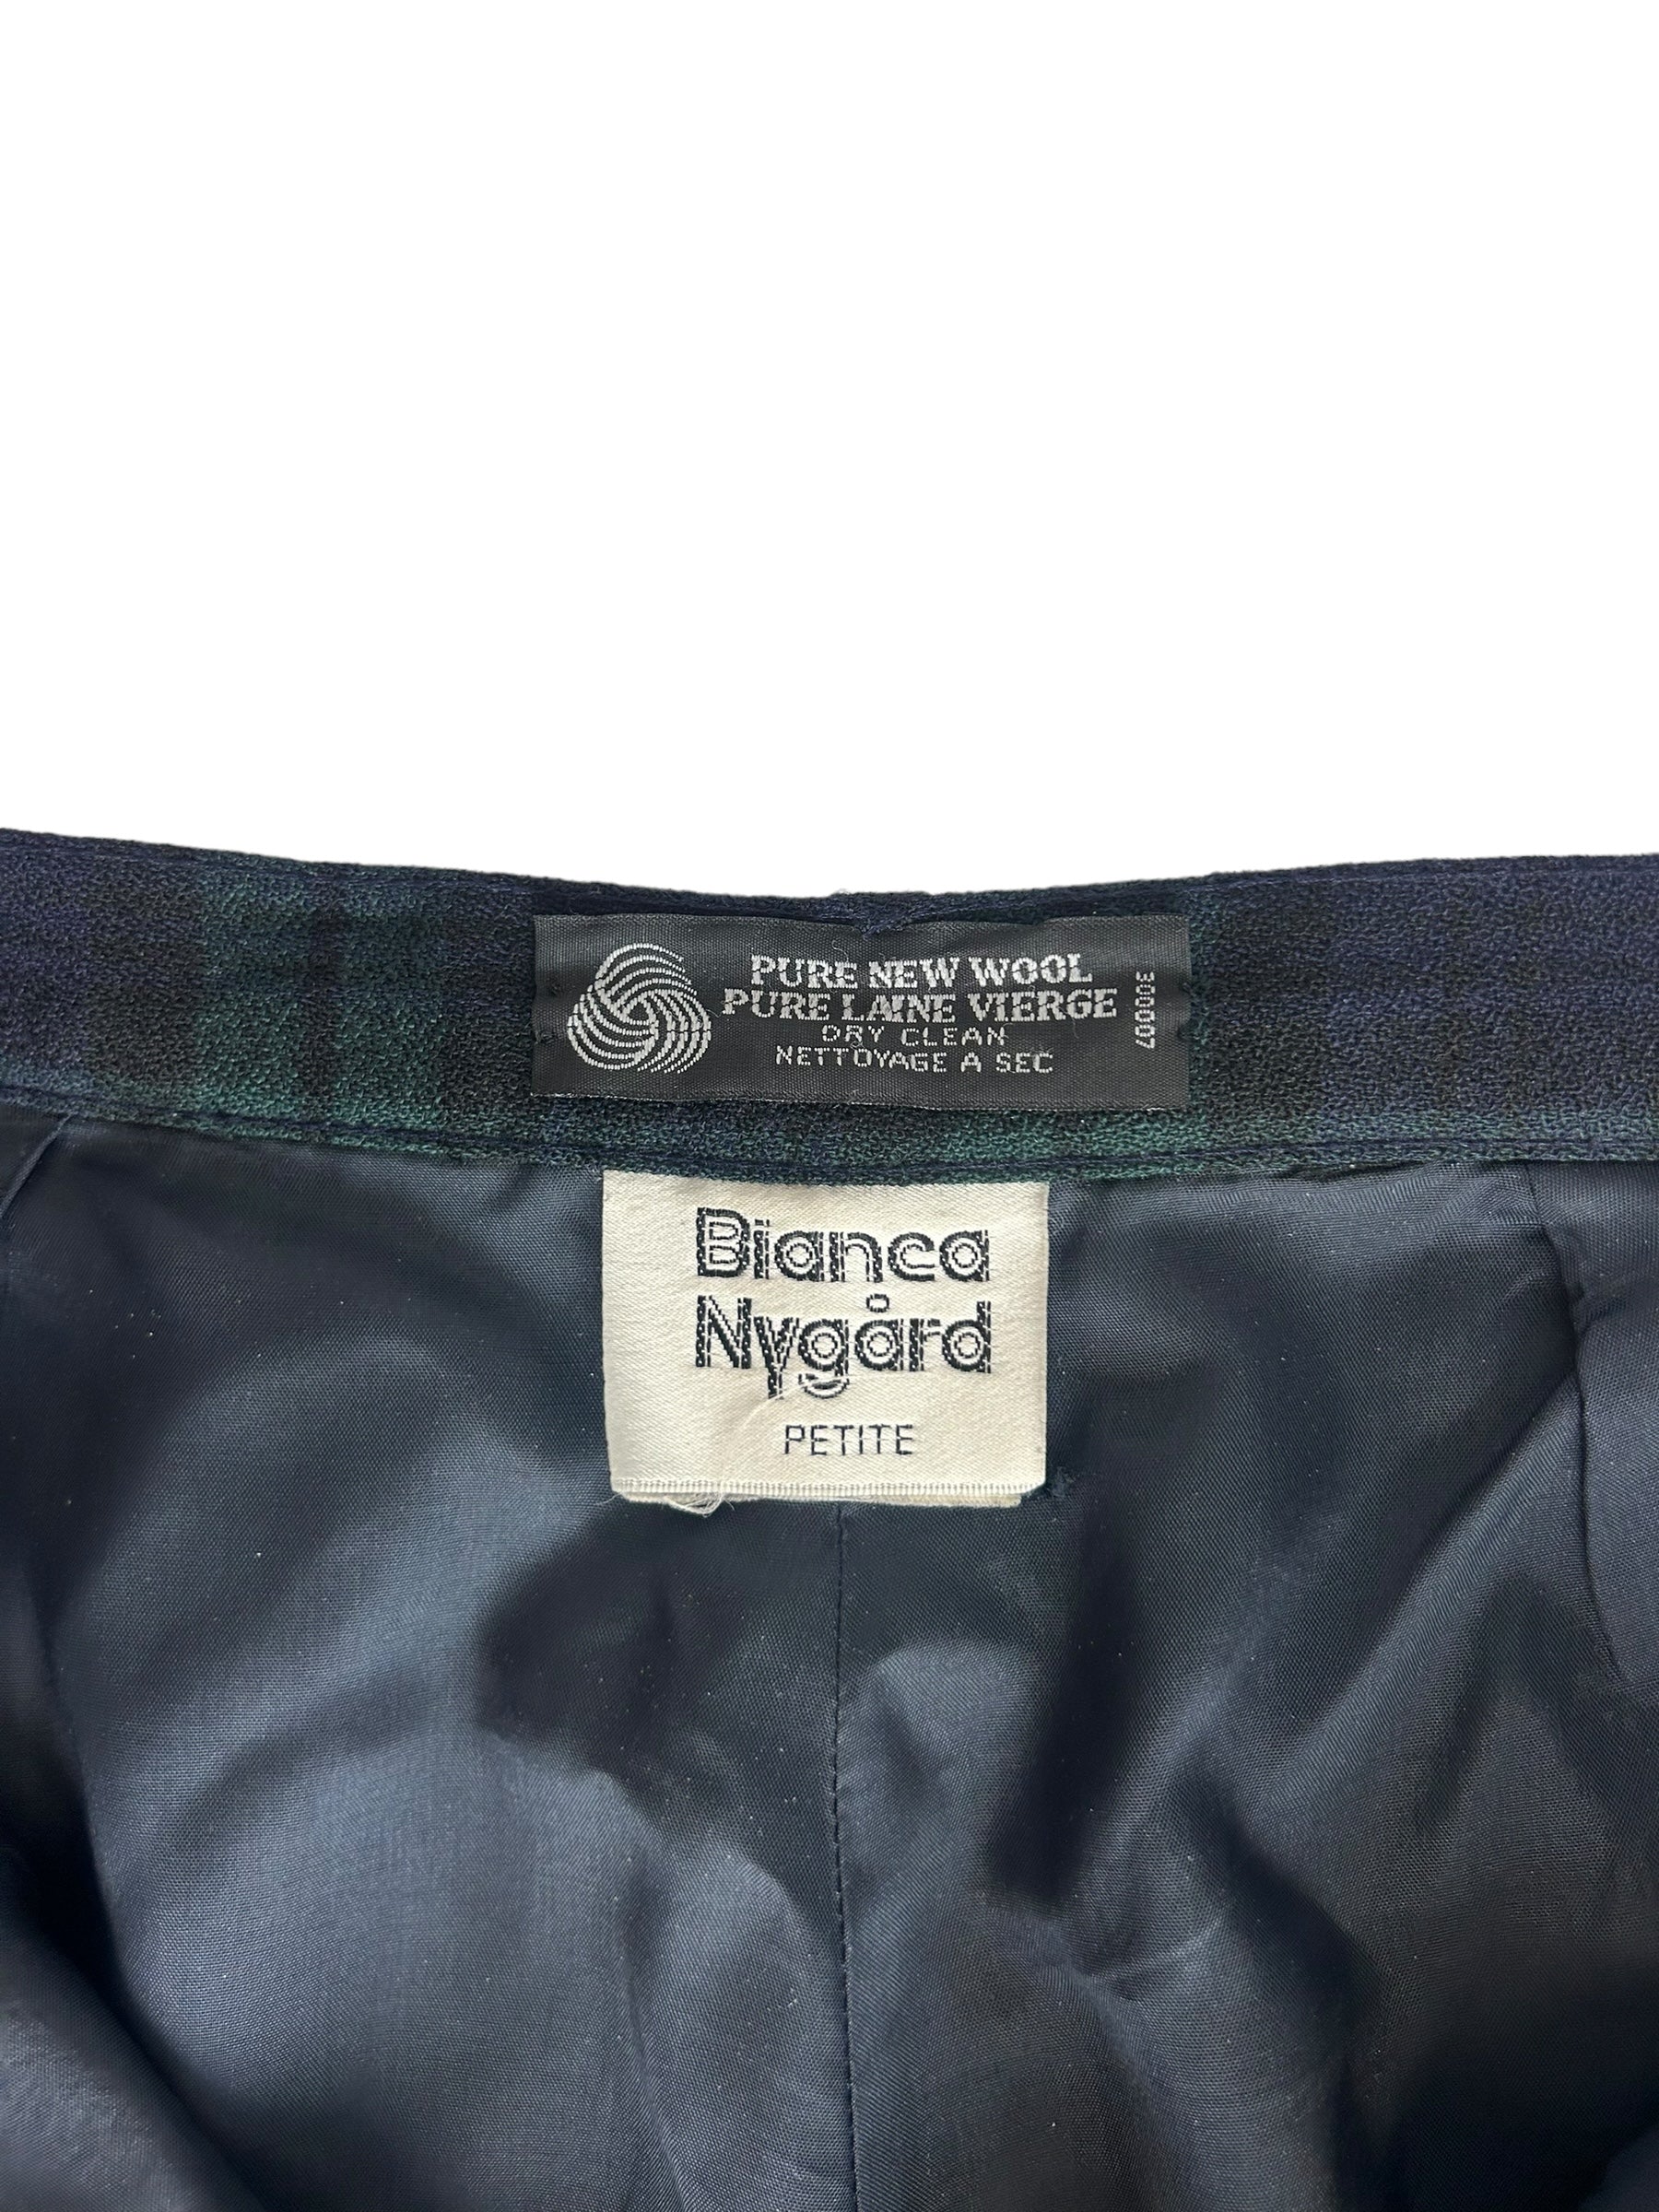 PURE NEW WOOL
PURE LAINE VIERGE
DRY CLEAN
NETTOYAGE A SEC
300007
Bianca
Nygård
PETITE